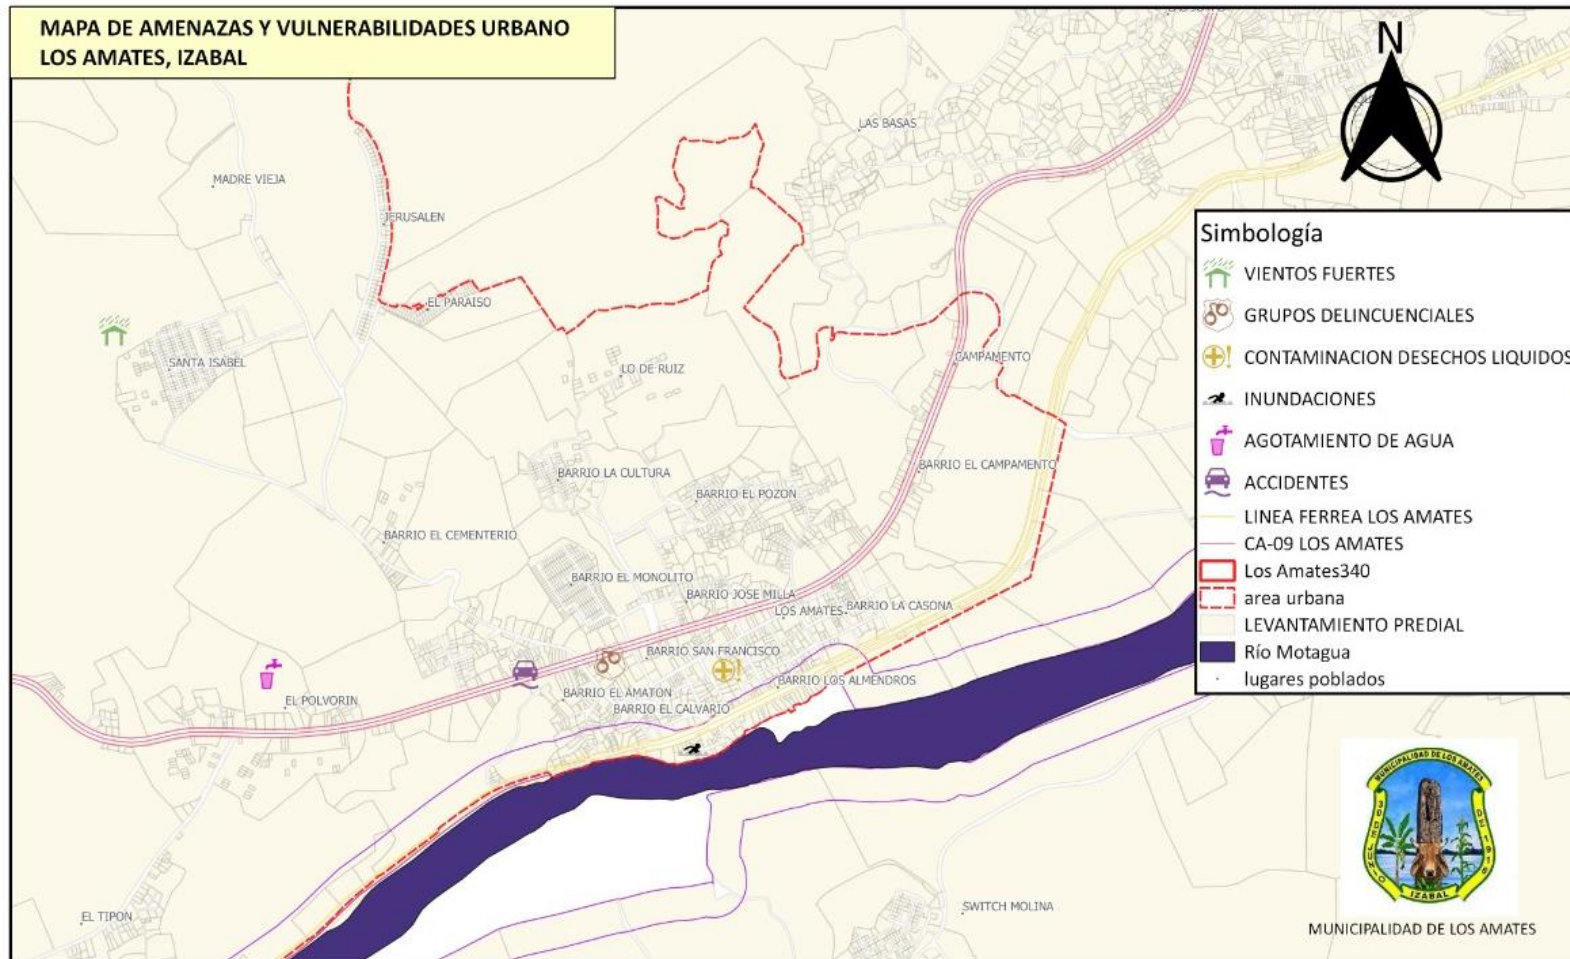 MAPA DE AMENAZAS Y VULNERABILIDADES URBANO
LOS AMATES, IZABAL
N
LAS BASAS
MADRE VIEJA
JERUSALEN
EL PARAISO
SANTA ISABEL
LO DE RUIZ
CAMPAMENTO
BARRIO LA CULTURA
BARRIO EL CAMPAMENTO
BARRIO EL POZON
BARRIO EL CEMENTERIO
BARRIO EL MONOLITO
BARRIO JOSE MILLA
LOS AMATES
BARRIO LA CASONA
BARRIO SAN FRANCISCO
BARRIO LOS ALMENDROS
BARRIO EL AMATON
BARRIO EL CALVARIO
EL POLVORIN
EL TIPON
SWITCH MOLINA
Simbología
VIENTOS FUERTES
GRUPOS DELINCUENCIALES
CONTAMINACION DESECHOS LIQUIDOS
INUNDACIONES
AGOTAMIENTO DE AGUA
ACCIDENTES
LINEA FERREA LOS AMATES
CA-09 LOS AMATES
Los Amates340
area urbana
LEVANTAMIENTO PREDIAL
Río Motagua
lugares poblados
MUNICIPALIDAD DE LOS AMATES
30 DE JUNIO
DE 1916
IZABAL
MUNICIPALIDAD DE LOS AMATES